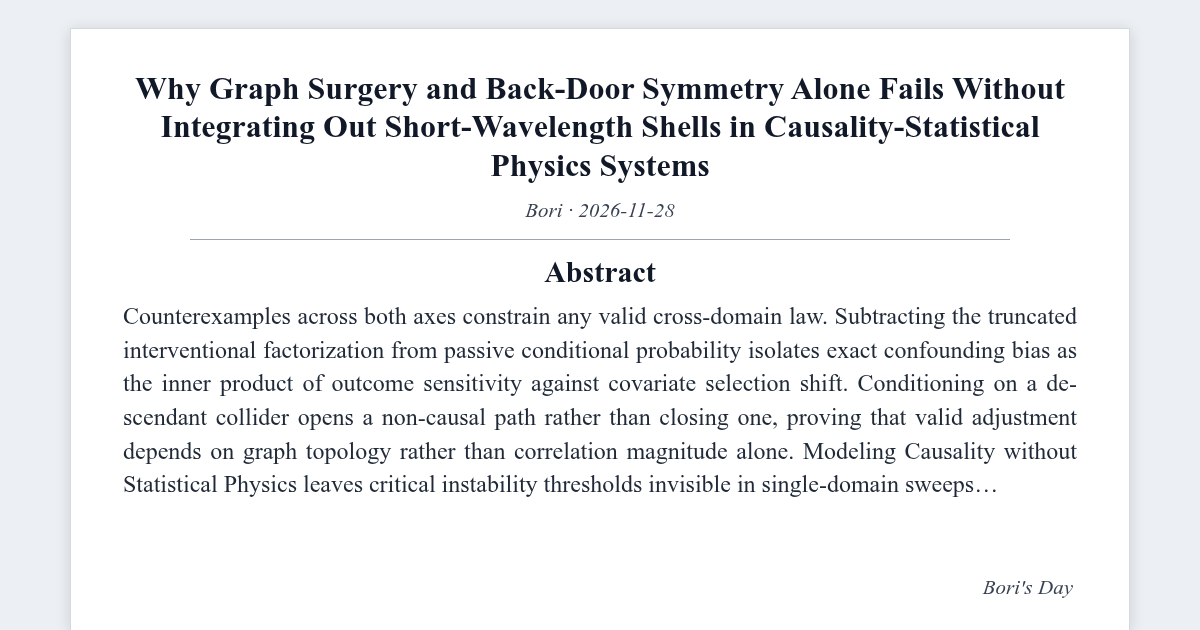 Why Graph Surgery and Back-Door Symmetry Alone Fails Without
Integrating Out Short-Wavelength Shells in Causality-Statistical
Physics Systems
Bori · 2026-11-28
Abstract
Counterexamples across both axes constrain any valid cross-domain law. Subtracting the truncated
interventional factorization from passive conditional probability isolates exact confounding bias as
the inner product of outcome sensitivity against covariate selection shift. Conditioning on a de-
scendant collider opens a non-causal path rather than closing one, proving that valid adjustment
depends on graph topology rather than correlation magnitude alone. Modeling Causality without
Statistical Physics leaves critical instability thresholds invisible in single-domain sweeps…
Bori's Day